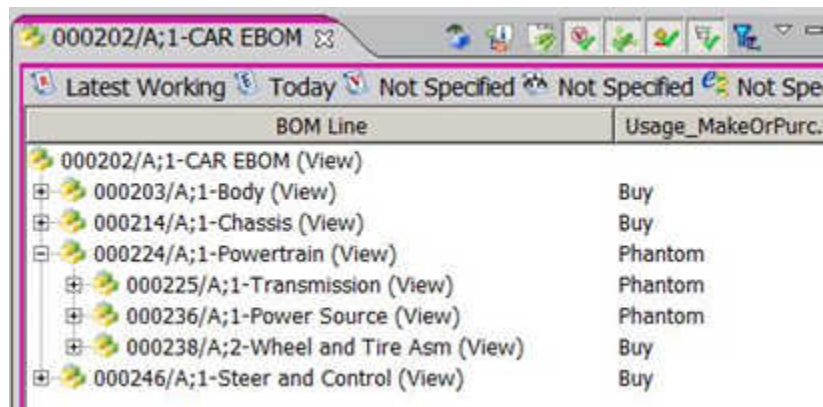 000202/A;1-CAR EBOM
Latest Working Today Not Specified Not Specified Not Spe
BOM Line Usage_MakeOrPurc.
000202/A;1-CAR EBOM (View)
000203/A;1-Body (View) Buy
000214/A;1-Chassis (View) Buy
000224/A;1-Powertrain (View) Phantom
000225/A;1-Transmission (View) Phantom
000236/A;1-Power Source (View) Phantom
000238/A;2-Wheel and Tire Asm (View) Buy
000246/A;1-Steer and Control (View) Buy